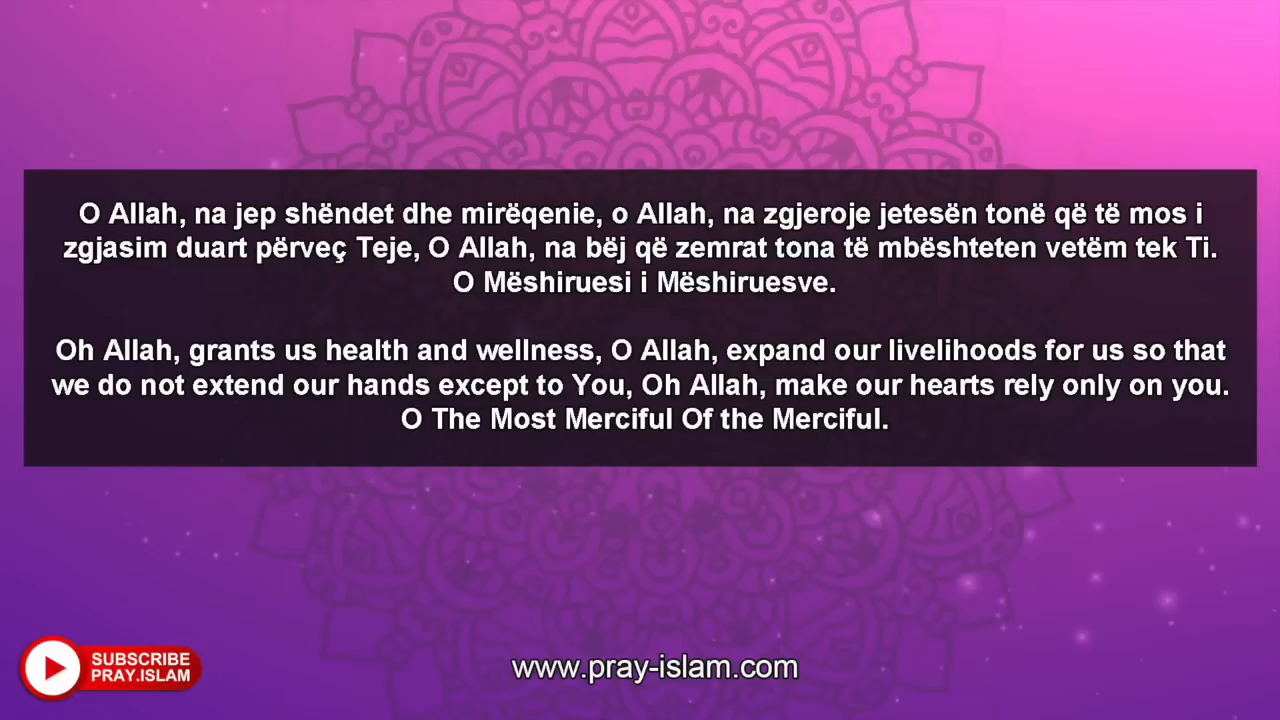 O Allah, na jep shëndet dhe mirëqenie, o Allah, na zgjeroje jetesën tonë që të mos i
zgjasim duart përveç Teje, O Allah, na bëj që zemrat tona të mbështeten vetëm tek Ti.
O Mëshiruesi i Mëshiruesve.
Oh Allah, grants us health and wellness, O Allah, expand our livelihoods for us so that
we do not extend our hands except to You, Oh Allah, make our hearts rely only on you.
O The Most Merciful Of the Merciful.
SUBSCRIBE
PRAY.ISLAM
www.pray-islam.com